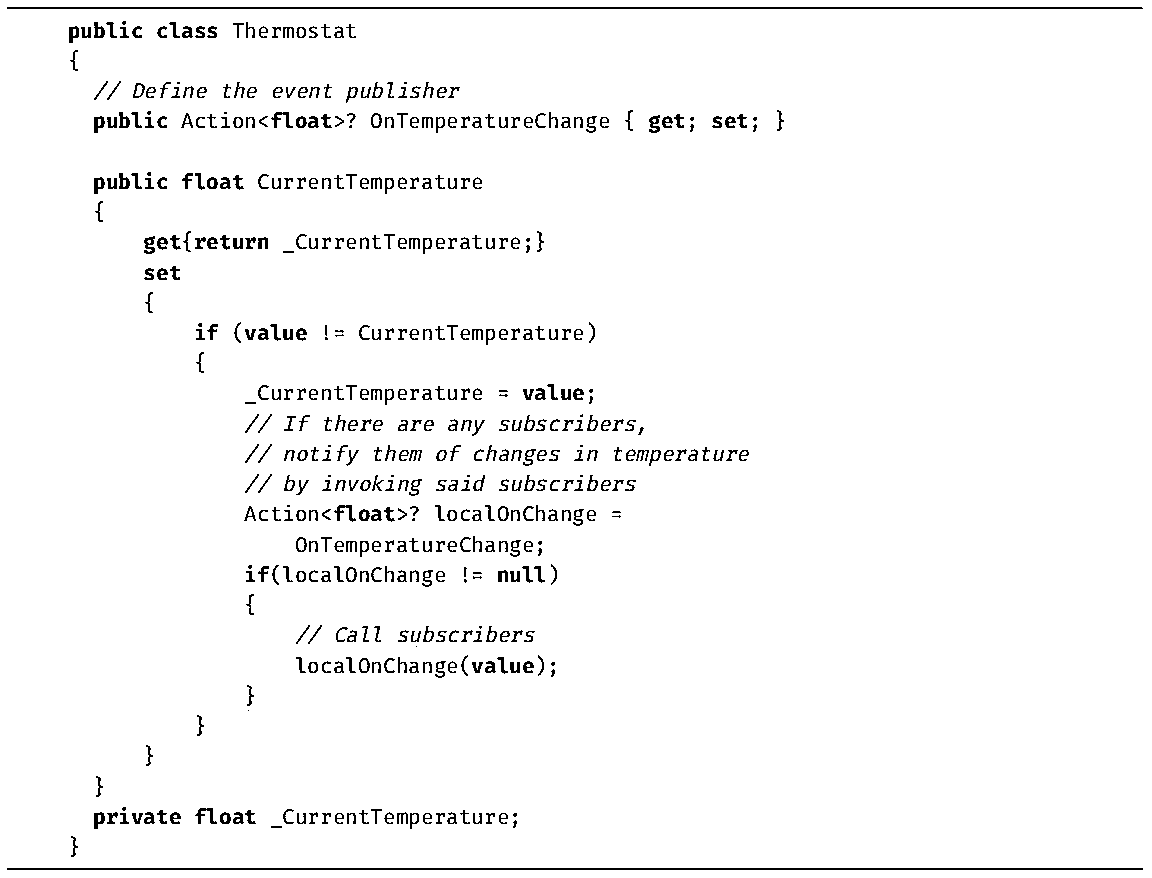 public class Thermostat
{
  // Define the event publisher
  public Action<float>? OnTemperatureChange { get; set; }

  public float CurrentTemperature
  {
      get{return _CurrentTemperature;}
      set
      {
          if (value != CurrentTemperature)
          {
              _CurrentTemperature = value;
              // If there are any subscribers,
              // notify them of changes in temperature
              // by invoking said subscribers
              Action<float>? localOnChange =
                  OnTemperatureChange;
              if(localOnChange != null)
              {
                  // Call subscribers
                  localOnChange(value);
              }
          }
      }
  }
  private float _CurrentTemperature;
}